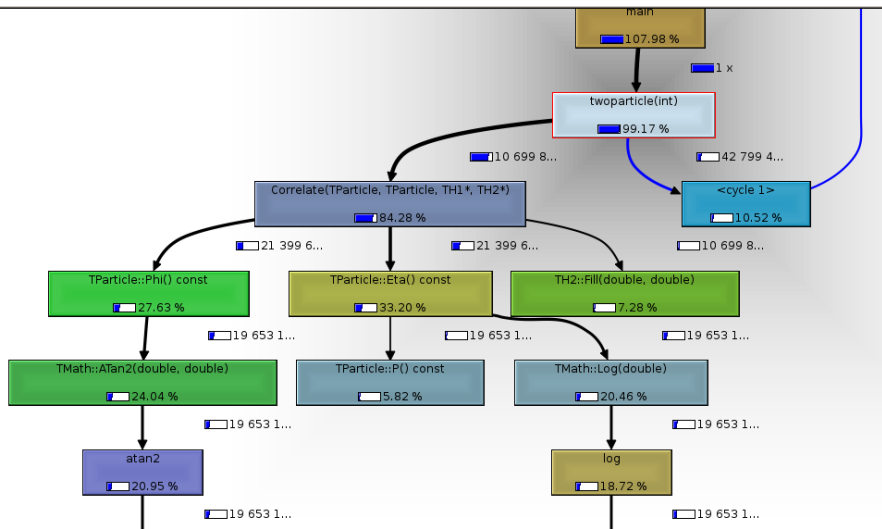 main
107.98 %
1 x
twoparticle(int)
99.17 %
10 699 8...
42 799 4...
Correlate(TParticle, TParticle, TH1*, TH2*)
84.28 %
<cycle 1>
10.52 %
21 399 6...
21 399 6...
10 699 8...
TParticle::Phi() const
27.63 %
TParticle::Eta() const
33.20 %
TH2::Fill(double, double)
7.28 %
19 653 1...
19 653 1...
19 653 1...
TMath::ATan2(double, double)
24.04 %
TParticle::P() const
5.82 %
TMath::Log(double)
20.46 %
19 653 1...
19 653 1...
atan2
20.95 %
log
18.72 %
19 653 1...
19 653 1...